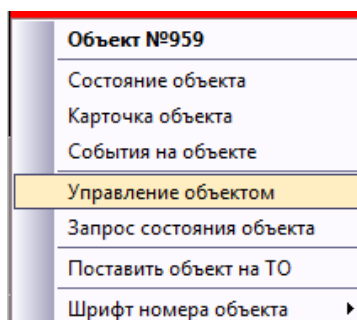 Объект №959
Состояние объекта
Карточка объекта
События на объекте
Управление объектом
Запрос состояния объекта
Поставить объект на ТО
Шрифт номера объекта